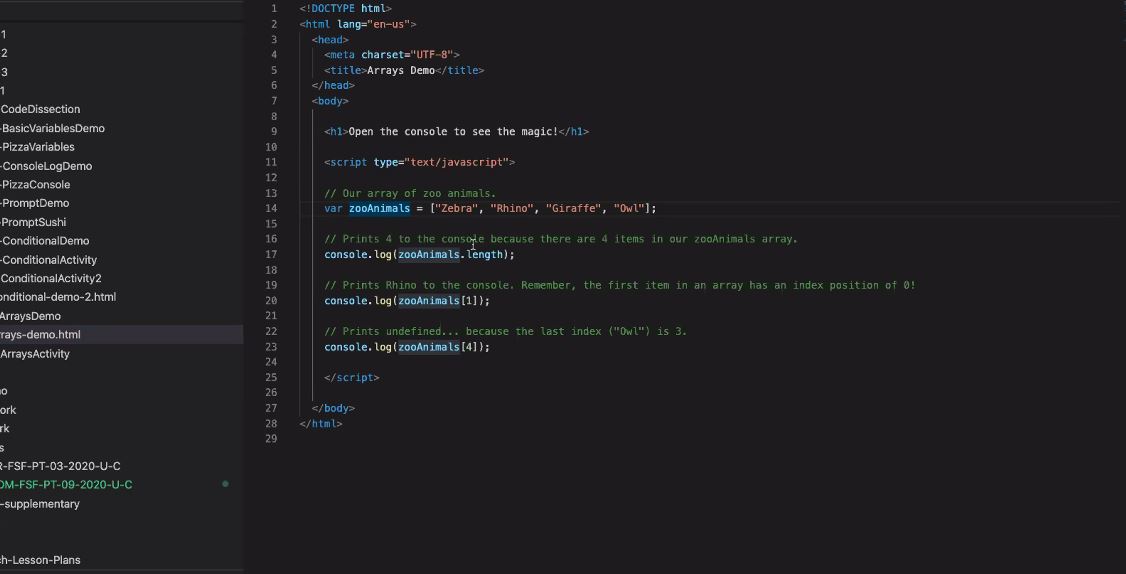 1
2
3
1
CodeDissection
-BasicVariablesDemo
-PizzaVariables
-ConsoleLogDemo
-PizzaConsole
-PromptDemo
-PromptSushi
-ConditionalDemo
-ConditionalActivity
ConditionalActivity2
onditional-demo-2.html
ArraysDemo
rrays-demo.html
ArraysActivity
o
ork
rk
s
R-FSF-PT-03-2020-U-C
OM-FSF-PT-09-2020-U-C
-supplementary
ch-Lesson-Plans
1 <!DOCTYPE html>
2 <html lang="en-us">
3 <head>
4 <meta charset="UTF-8">
5 <title>Arrays Demo</title>
6 </head>
7 <body>
8
9 <h1>Open the console to see the magic!</h1>
10
11 <script type="text/javascript">
12
13 // Our array of zoo animals.
14 var zooAnimals = ["Zebra", "Rhino", "Giraffe", "Owl"];
15
16 // Prints 4 to the console because there are 4 items in our zooAnimals array.
17 console.log(zooAnimals.length);
18
19 // Prints Rhino to the console. Remember, the first item in an array has an index position of 0!
20 console.log(zooAnimals[1]);
21
22 // Prints undefined... because the last index ("Owl") is 3.
23 console.log(zooAnimals[4]);
24
25 </script>
26
27 </body>
28 </html>
29